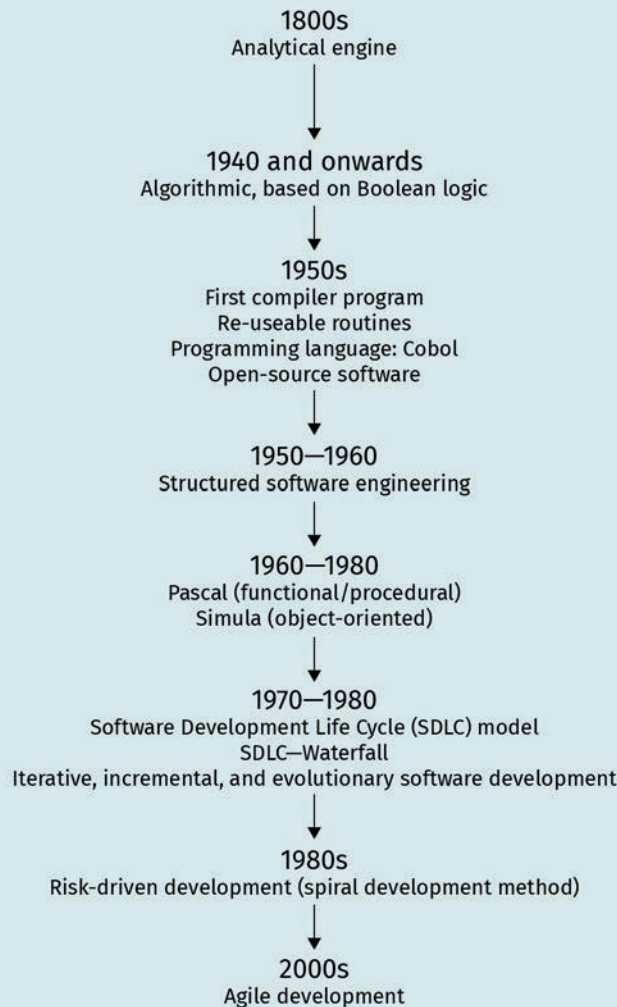 1800s
Analytical engine
1940 and onwards
Algorithmic, based on Boolean logic
1950s
First compiler program
Re-useable routines
Programming language: Cobol
Open-source software
1950—1960
Structured software engineering
1960—1980
Pascal (functional/procedural)
Simula (object-oriented)
1970—1980
Software Development Life Cycle (SDLC) model
SDLC—Waterfall
Iterative, incremental, and evolutionary software development
1980s
Risk-driven development (spiral development method)
2000s
Agile development